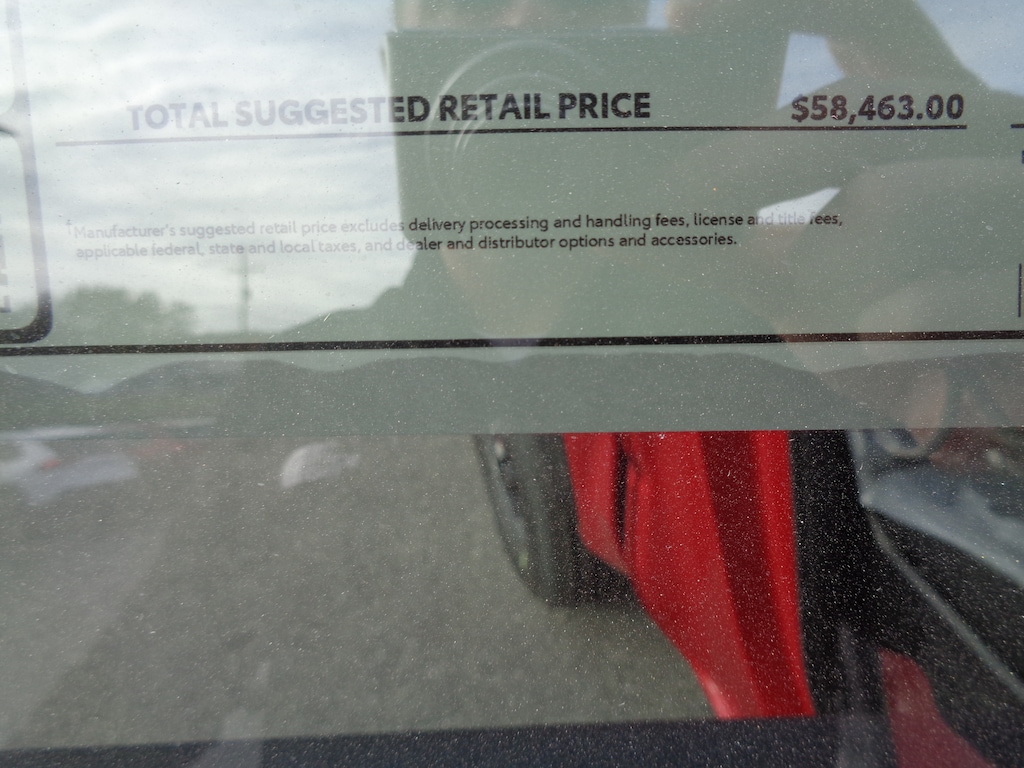 TOTAL SUGGESTED RETAIL PRICE $58,463.00
Manufacturer's suggested retail price excludes delivery processing and handling fees, license and title fees,
applicable federal, state and local taxes, and dealer and distributor options and accessories.